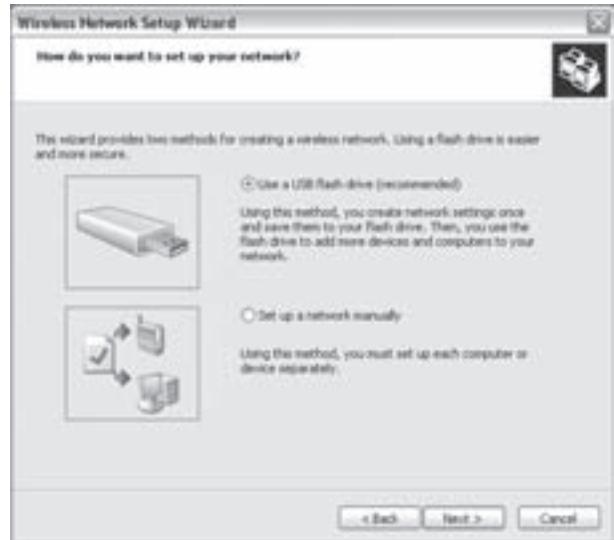 Wireless Network Setup Wizard
How do you want to set up your network?
This wizard provides two methods for creating a wireless network. Using a flash drive is easier
and more secure.
Use a USB flash drive (recommended)
Using this method, you create network settings once
and save them to your flash drive. Then, you use the
flash drive to add more devices and computers to your
network.
Set up a network manually
Using this method, you must set up each computer or
device separately.
< Back
Next >
Cancel